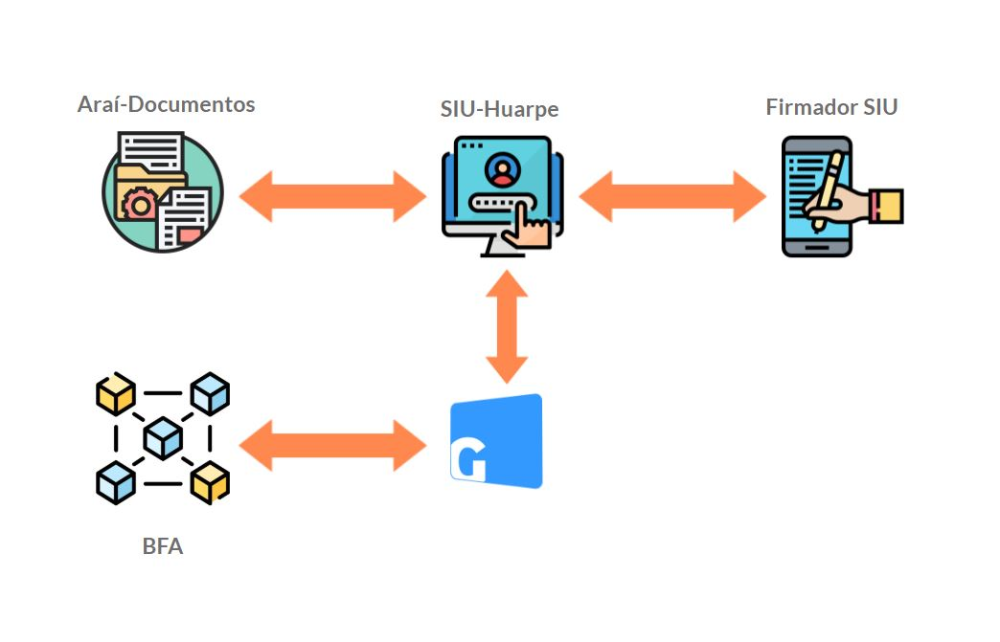 Araí-Documentos
SIU-Huarpe
Firmador SIU
G
BFA